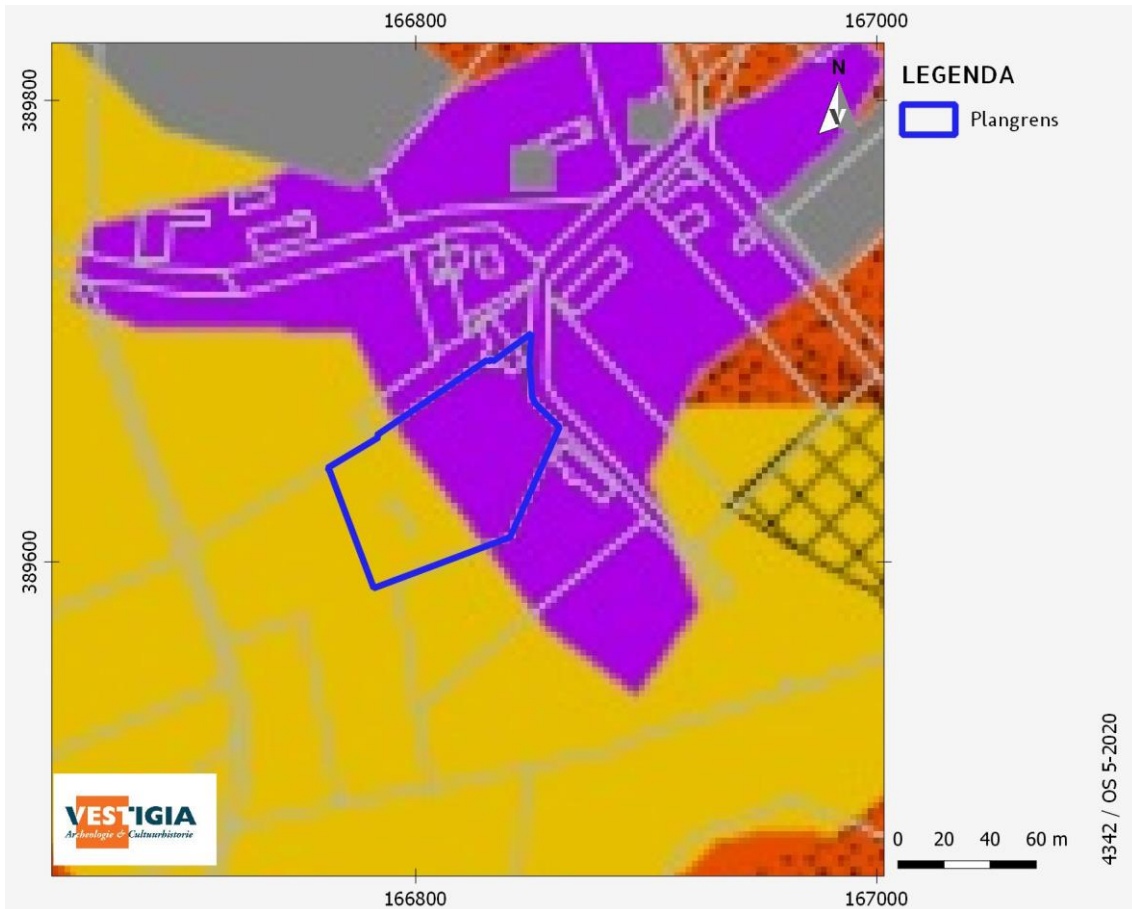 166800
167000
389800
389600
N
LEGENDA
Plangrens
VESTIGIA
Archeologie & Cultuurhistorie
0 20 40 60 m
4342 / OS 5-2020
166800
167000